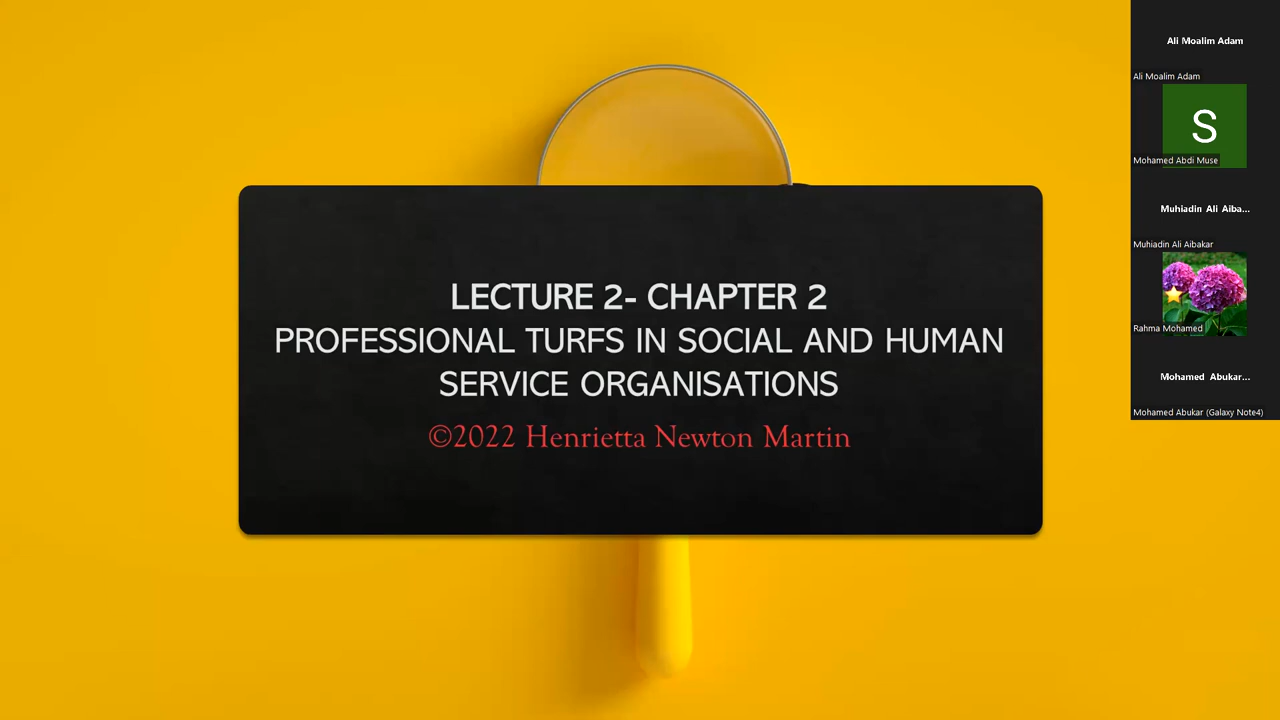 LECTURE 2- CHAPTER 2
PROFESSIONAL TURFS IN SOCIAL AND HUMAN
SERVICE ORGANISATIONS
©2022 Henrietta Newton Martin
Ali Moalim Adam
Ali Moalim Adam
S
Mohamed Abdi Muse
Muhiadin Ali Aiba...
Muhiadin Ali Aibakar
Rahma Mohamed
Mohamed Abukar...
Mohamed Abukar (Galaxy Note4)